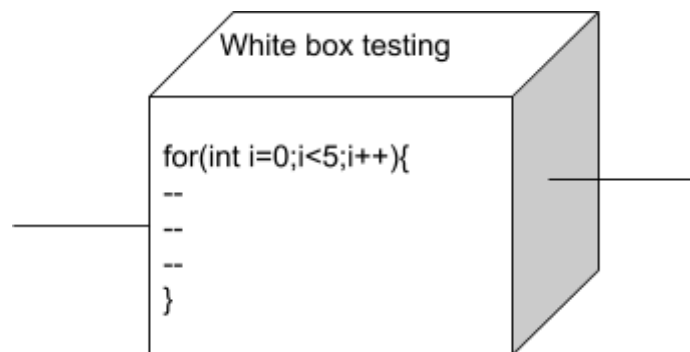 White box testing
for(int i=0;i<5;i++){
--
--
--
}